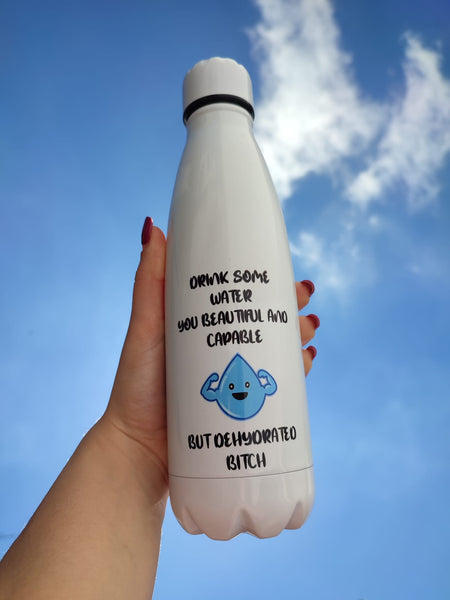 DRINK SOME
WATER
YOU BEAUTIFUL AND
CAPABLE
BUT DEHYDRATED
BITCH